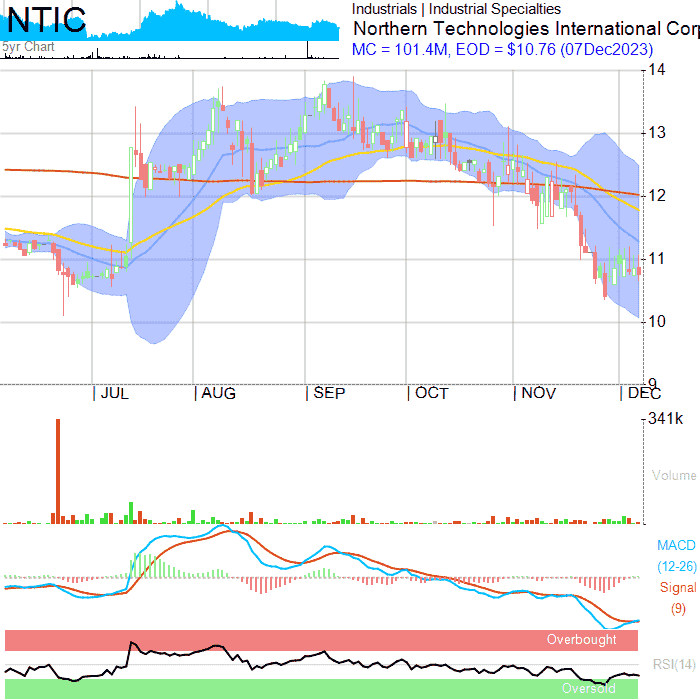 NTIC
5yr Chart
Industrials | Industrial Specialties
Northern Technologies International Corp
MC = 101.4M, EOD = $10.76 (07Dec2023)
14
13
12
11
10
9
JUL
AUG
SEP
OCT
NOV
DEC
341k
Volume
MACD
(12-26)
Signal
(9)
Overbought
RSI(14)
Oversold